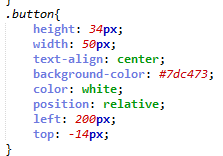 .button{
height: 34px;
width: 50px;
text-align: center;
background-color: #7dc473;
color: white;
position: relative;
left: 200px;
top: -14px;
}